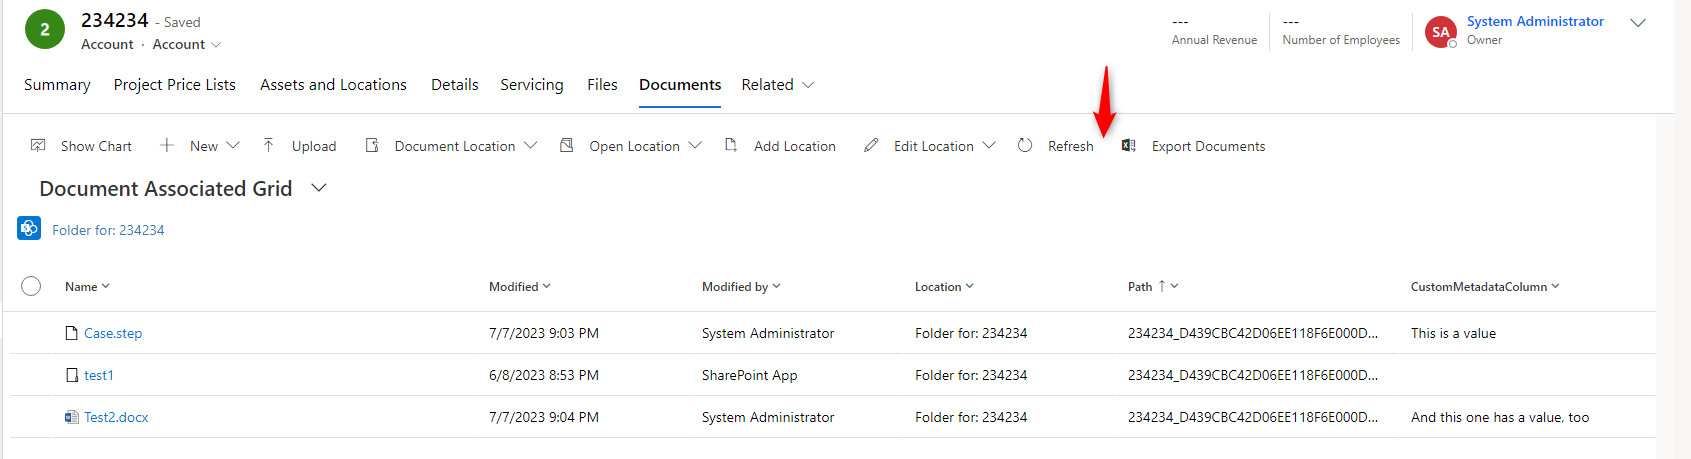 2
234234 - Saved
Account · Account
---
Annual Revenue
---
Number of Employees
SA
System Administrator
Owner
Summary Project Price Lists Assets and Locations Details Servicing Files Documents Related
Show Chart New Upload Document Location Open Location Add Location Edit Location Refresh Export Documents
Document Associated Grid
Folder for: 234234
Name Modified Modified by Location Path ↑ CustomMetadataColumn
Case.step 7/7/2023 9:03 PM System Administrator Folder for: 234234 234234_D439CBC42D06EE118F6E000D... This is a value
test1 6/8/2023 8:53 PM SharePoint App Folder for: 234234 234234_D439CBC42D06EE118F6E000D...
Test2.docx 7/7/2023 9:04 PM System Administrator Folder for: 234234 234234_D439CBC42D06EE118F6E000D... And this one has a value, too